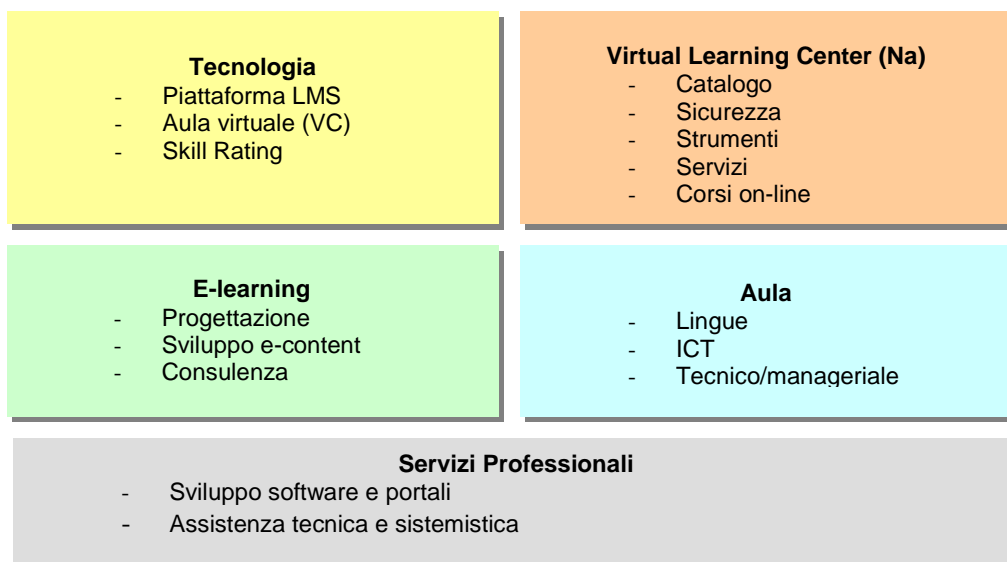 Tecnologia
- Piattaforma LMS
- Aula virtuale (VC)
- Skill Rating
Virtual Learning Center (Na)
- Catalogo
- Sicurezza
- Strumenti
- Servizi
- Corsi on-line
E-learning
- Progettazione
- Sviluppo e-content
- Consulenza
Aula
- Lingue
- ICT
- Tecnico/manageriale
Servizi Professionali
- Sviluppo software e portali
- Assistenza tecnica e sistemistica